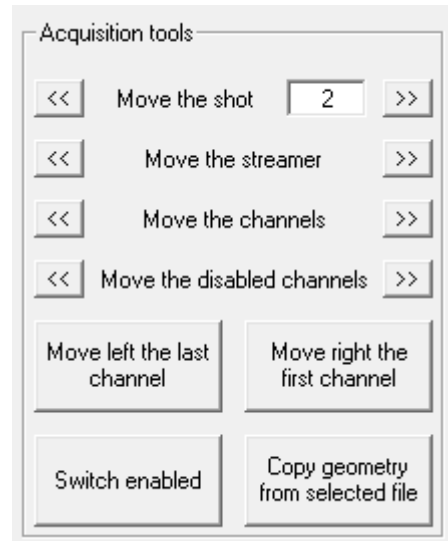 Acquisition tools
<< Move the shot 2 >>
<< Move the streamer >>
<< Move the channels >>
<< Move the disabled channels >>
Move left the last
channel
Move right the
first channel
Switch enabled
Copy geometry
from selected file